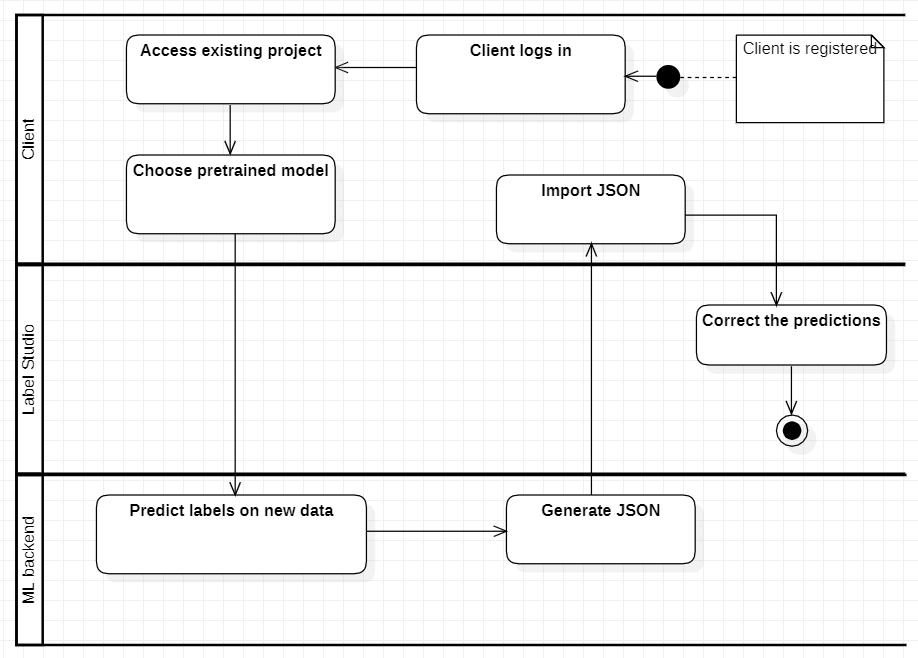 Client
Access existing project
Client logs in
Client is registered
Choose pretrained model
Import JSON
Label Studio
Correct the predictions
ML backend
Predict labels on new data
Generate JSON